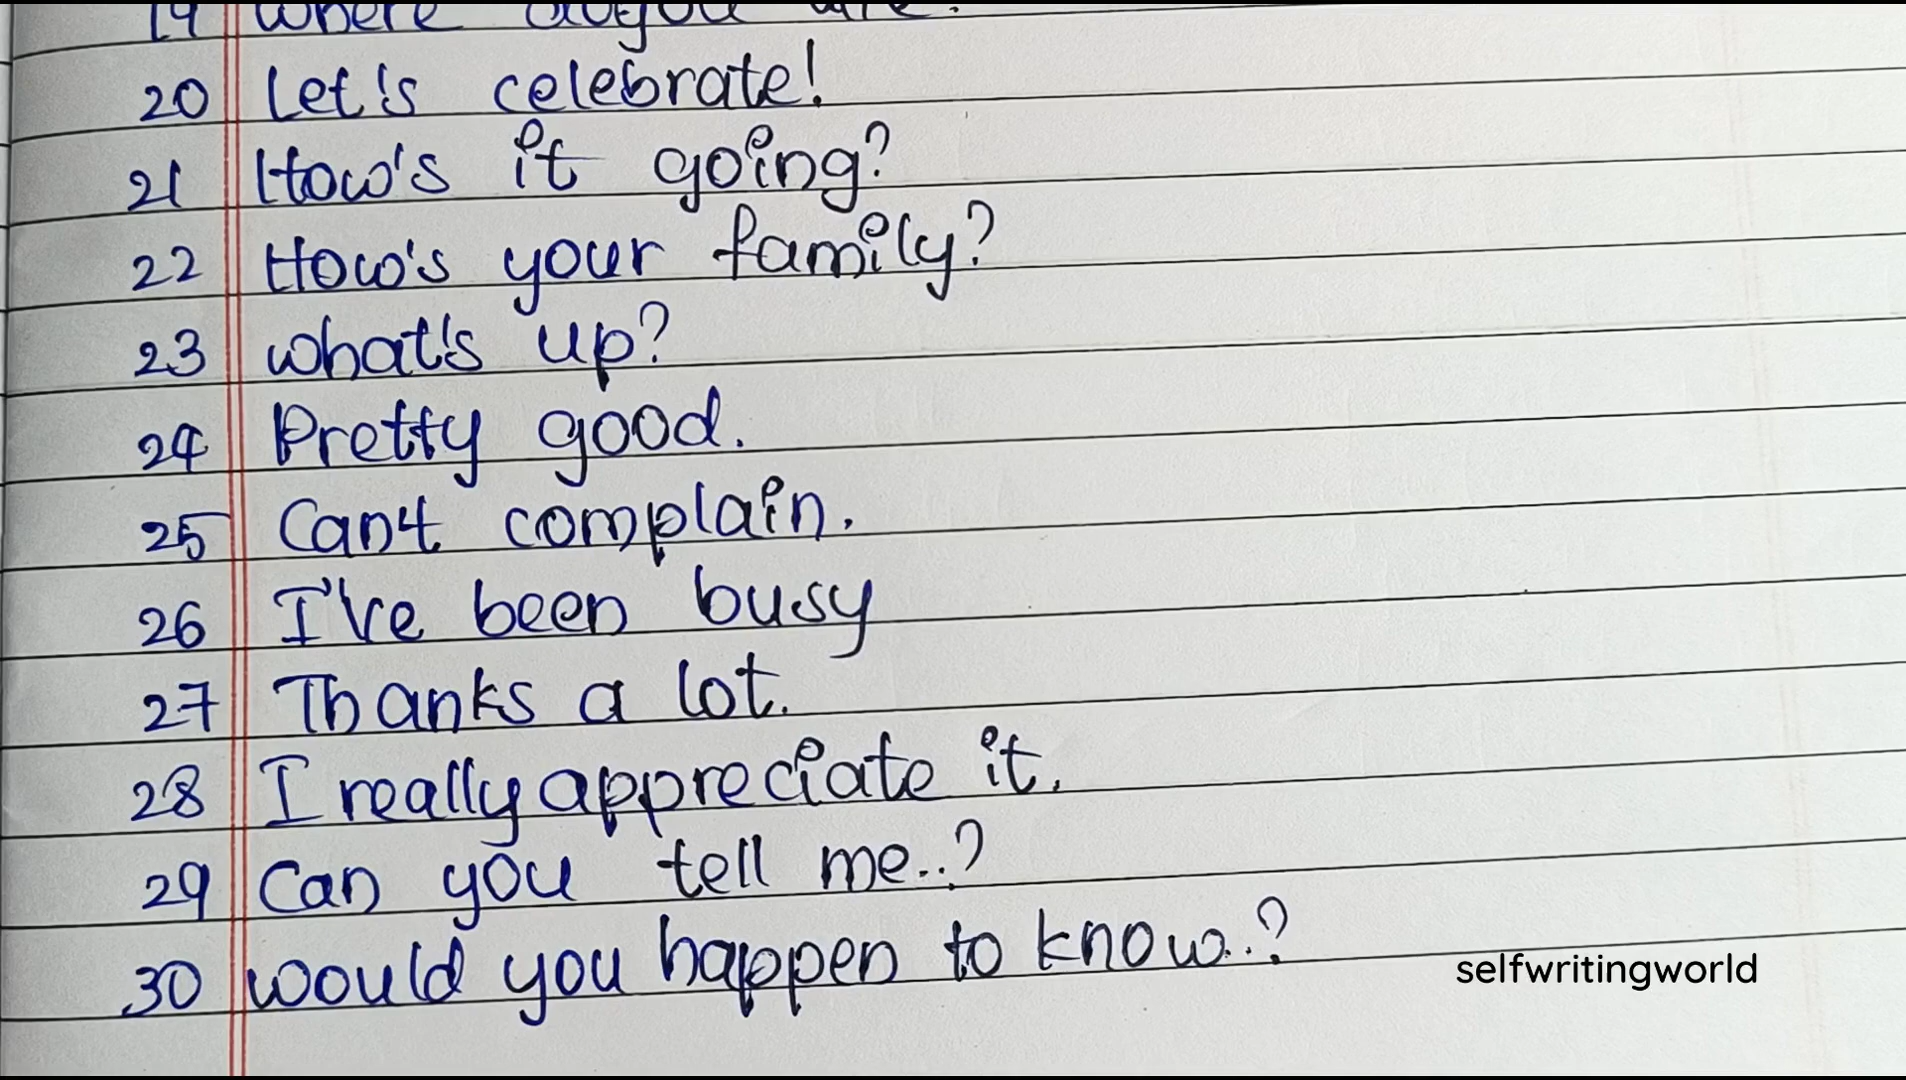 19 where
20 Let's celebrate!
21 How's it going?
22 How's your family?
23 what's up?
24 Pretty good.
25 Can't complain.
26 I've been busy
27 Thanks a lot.
28 I really appreciate it.
29 Can you tell me..?
30 would you happen to know..?
selfwritingworld